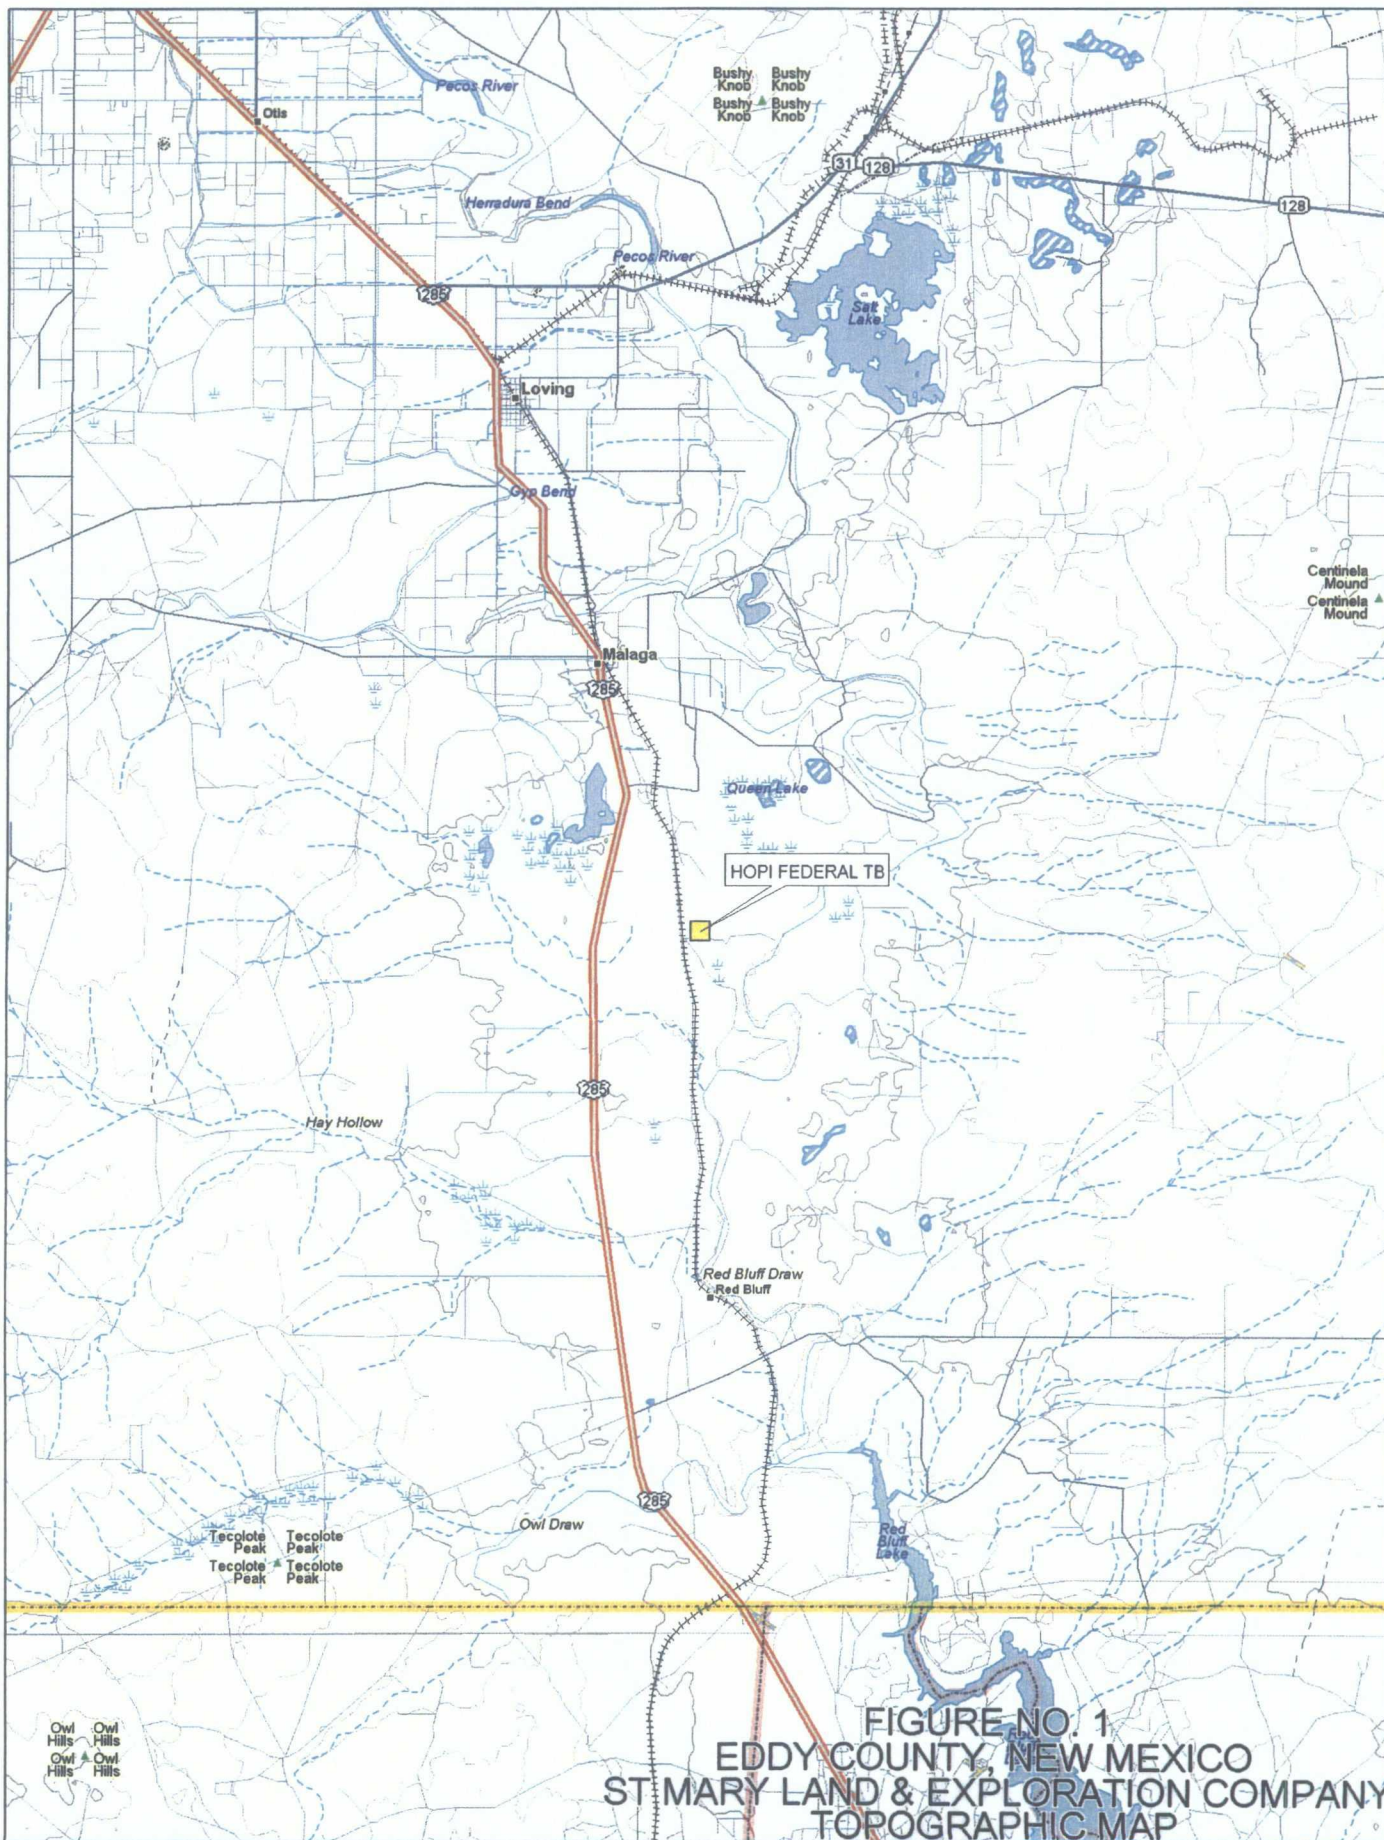 Pecos River
Bushy Bushy
Knob Knob
Bushy Bushy
Knob Knob
Otis
31
128
128
Herradura Bend
Pecos River
285
Salt
Lake
Loving
Gyp Bend
Centinela
Mound
Centinela
Mound
Malaga
285
Queen Lake
HOPI FEDERAL TB
285
Hay Hollow
Red Bluff Draw
Red Bluff
285
Owl Draw
Red
Bluff
Lake
Tecolote Tecolote
Peak Peak
Tecolote Tecolote
Peak Peak
Owl Owl
Hills Hills
Owl Owl
Hills Hills
FIGURE NO. 1
EDDY COUNTY, NEW MEXICO
ST MARY LAND & EXPLORATION COMPANY
TOPOGRAPHIC MAP